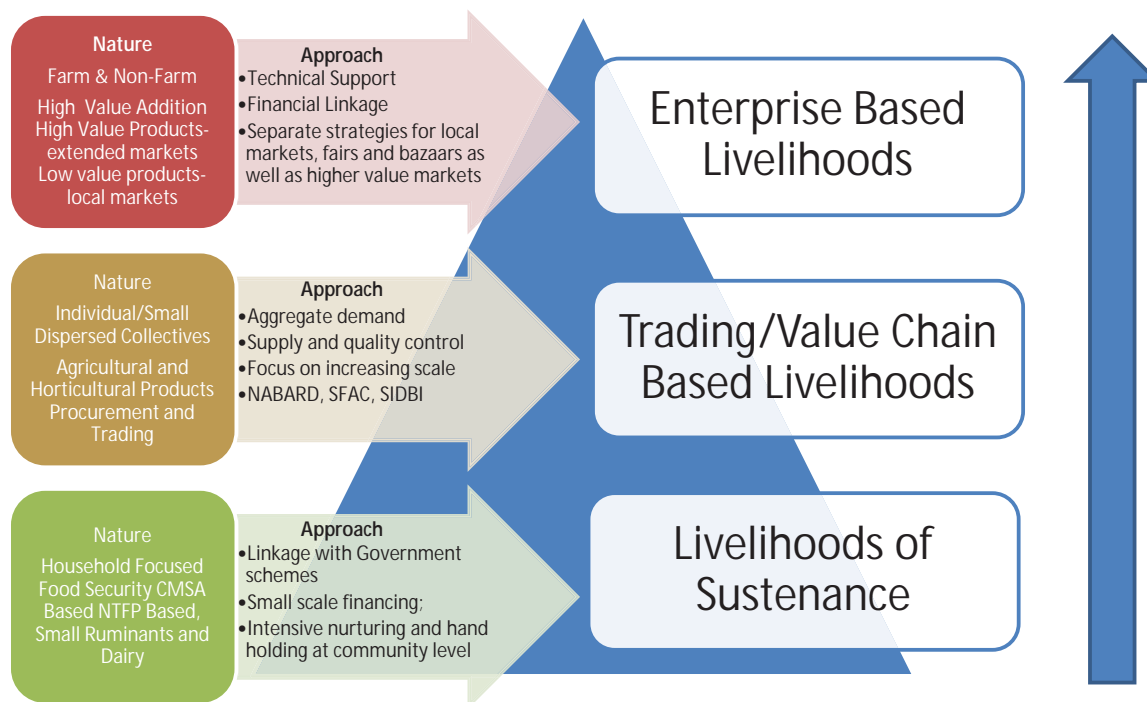 Nature
Farm & Non-Farm
High Value Addition
High Value Products-
extended markets
Low value products-
local markets
Approach
•Technical Support
•Financial Linkage
•Separate strategies for local
markets, fairs and bazaars as
well as higher value markets
Enterprise Based
Livelihoods
Nature
Individual/Small
Dispersed Collectives
Agricultural and
Horticultural Products
Procurement and
Trading
Approach
•Aggregate demand
•Supply and quality control
•Focus on increasing scale
•NABARD, SFAC, SIDBI
Trading/Value Chain
Based Livelihoods
Nature
Household Focused
Food Security CMSA
Based NTFP Based,
Small Ruminants and
Dairy
Approach
•Linkage with Government
schemes
•Small scale financing;
•Intensive nurturing and hand
holding at community level
Livelihoods of
Sustenance